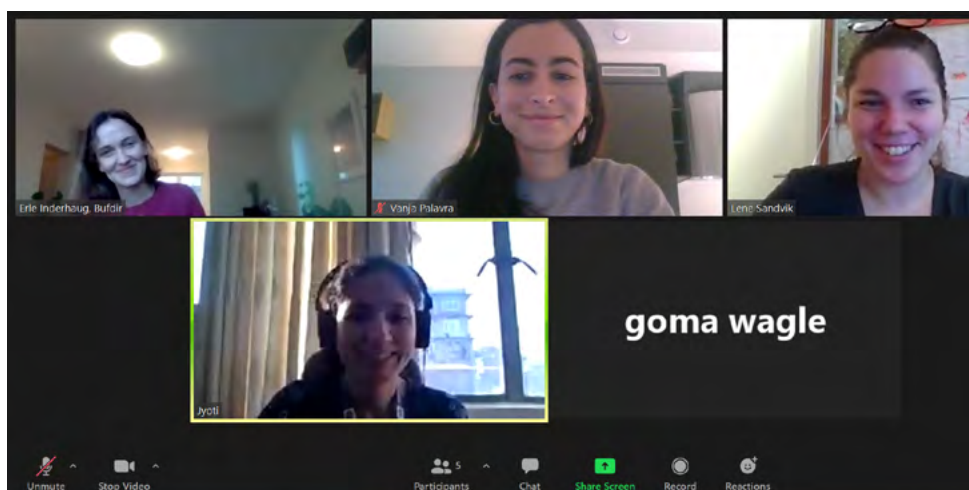 Erle Inderhaug, Bufdir
Vanja Palavra
Lene Sandvik
Jyoti
goma wagle
Unmute
Stop Video
Participants
5
Chat
Share Screen
Record
Reactions